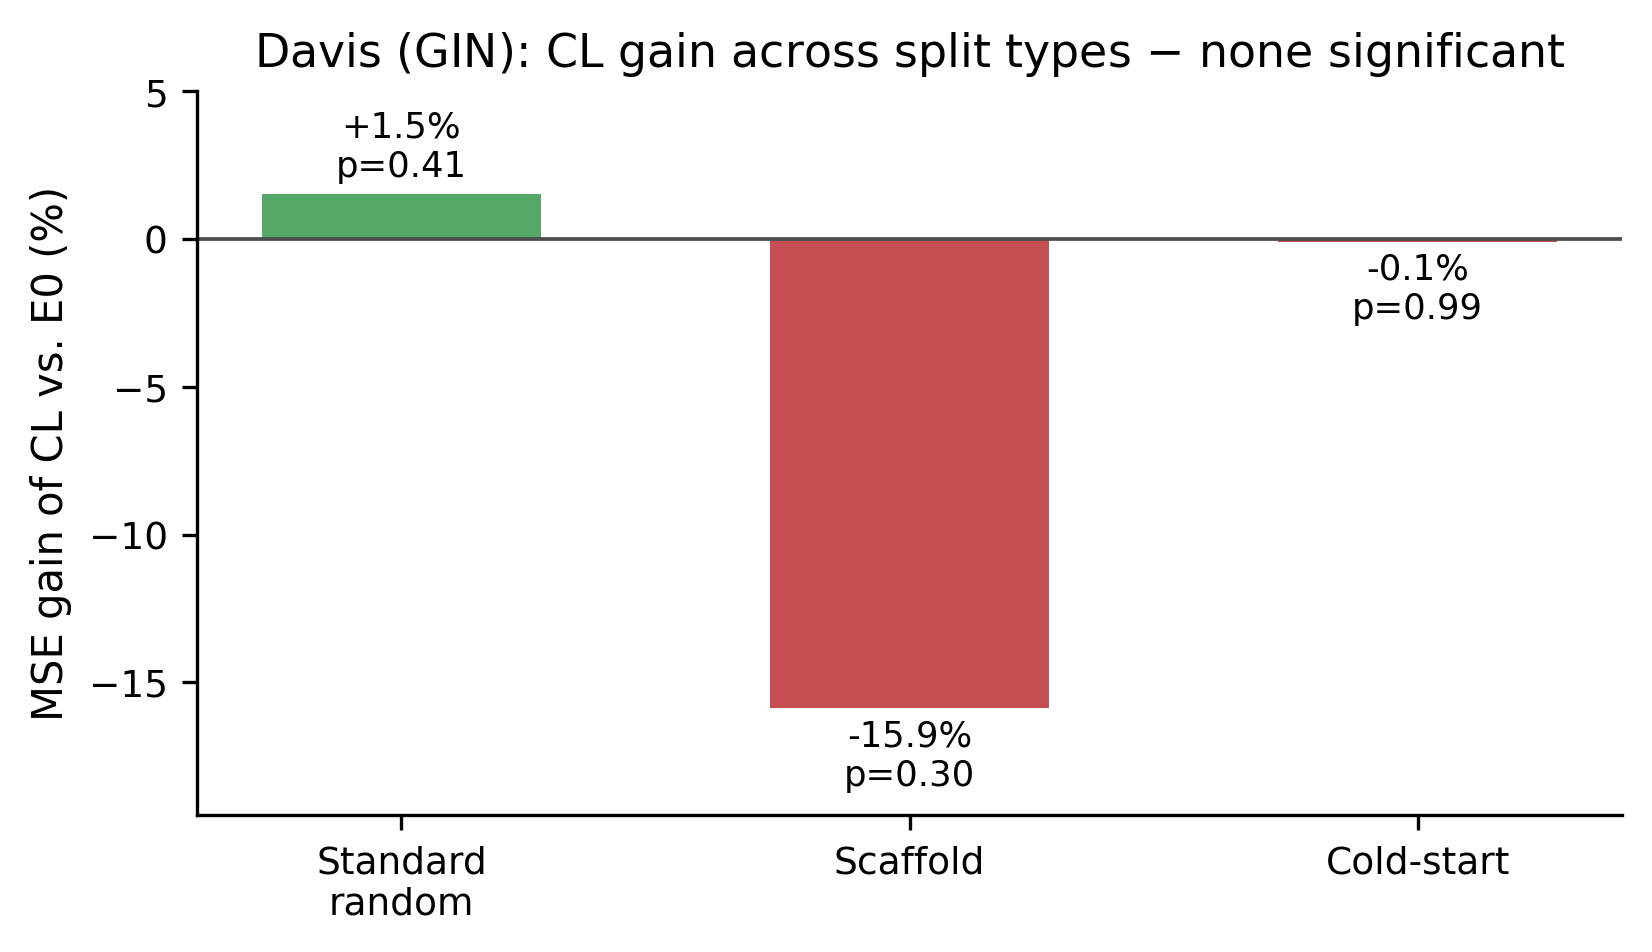 Davis (GIN): CL gain across split types − none significant
MSE gain of CL vs. E0 (%)
5
0
−5
−10
−15
+1.5%
p=0.41
-15.9%
p=0.30
-0.1%
p=0.99
Standard
random
Scaffold
Cold-start